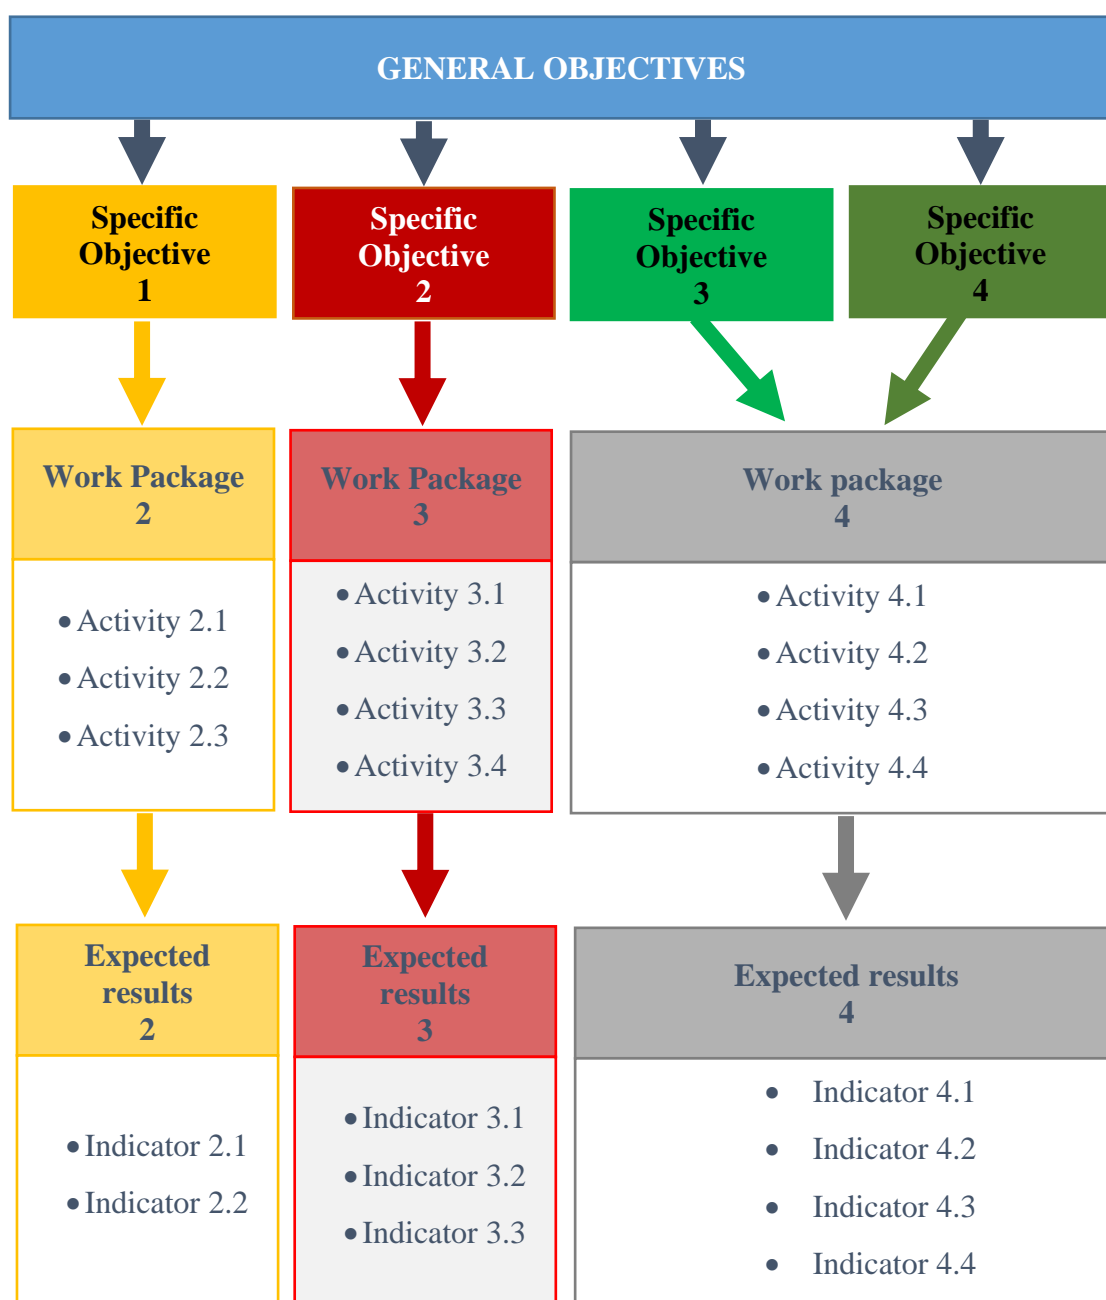 GENERAL OBJECTIVES
Specific
Objective
1
Specific
Objective
2
Specific
Objective
3
Specific
Objective
4
Work Package
2
• Activity 2.1
• Activity 2.2
• Activity 2.3
Work Package
3
• Activity 3.1
• Activity 3.2
• Activity 3.3
• Activity 3.4
Work package
4
• Activity 4.1
• Activity 4.2
• Activity 4.3
• Activity 4.4
Expected
results
2
• Indicator 2.1
• Indicator 2.2
Expected
results
3
• Indicator 3.1
• Indicator 3.2
• Indicator 3.3
Expected results
4
• Indicator 4.1
• Indicator 4.2
• Indicator 4.3
• Indicator 4.4